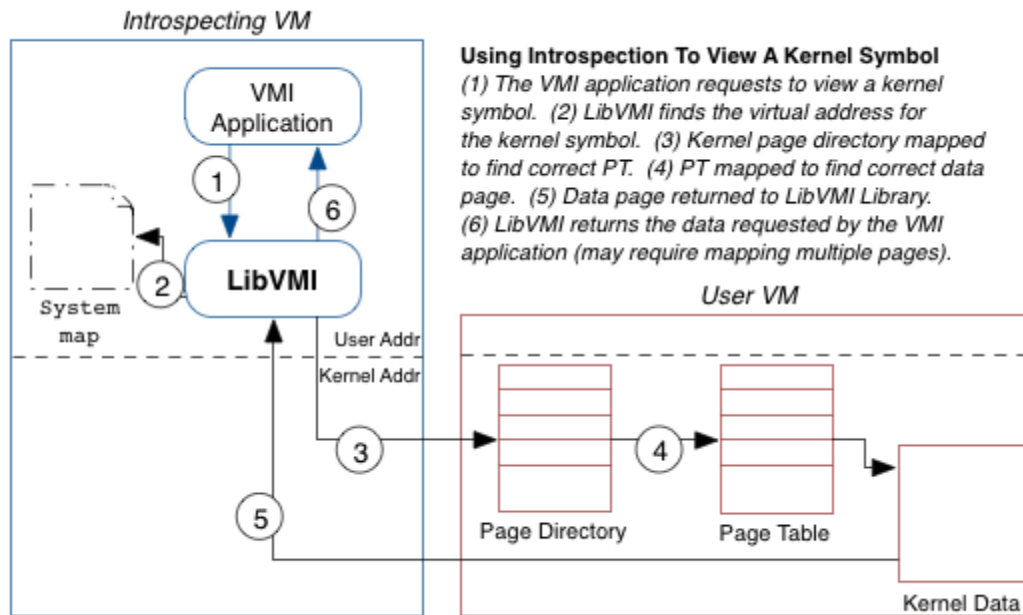 Introspecting VM
VMI
Application
1
6
2
LibVMI
System
map
User Addr
Kernel Addr
Using Introspection To View A Kernel Symbol
(1) The VMI application requests to view a kernel
symbol. (2) LibVMI finds the virtual address for
the kernel symbol. (3) Kernel page directory mapped
to find correct PT. (4) PT mapped to find correct data
page. (5) Data page returned to LibVMI Library.
(6) LibVMI returns the data requested by the VMI
application (may require mapping multiple pages).
User VM
3
4
5
Page Directory
Page Table
Kernel Data